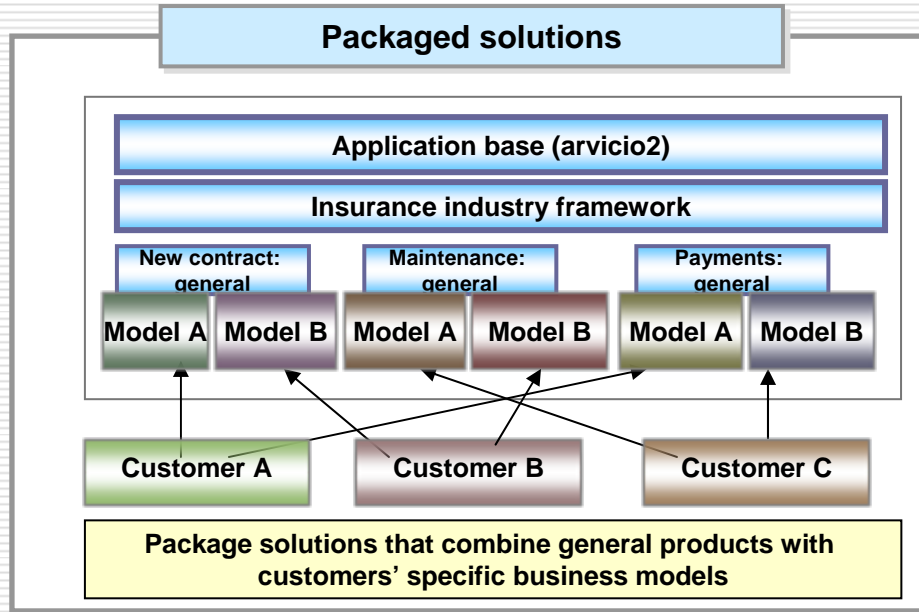 Packaged solutions
Application base (arvicio2)
Insurance industry framework
New contract:
general
Maintenance:
general
Payments:
general
Model A
Model B
Model A
Model B
Model A
Model B
Customer A
Customer B
Customer C
Package solutions that combine general products with
customers’ specific business models